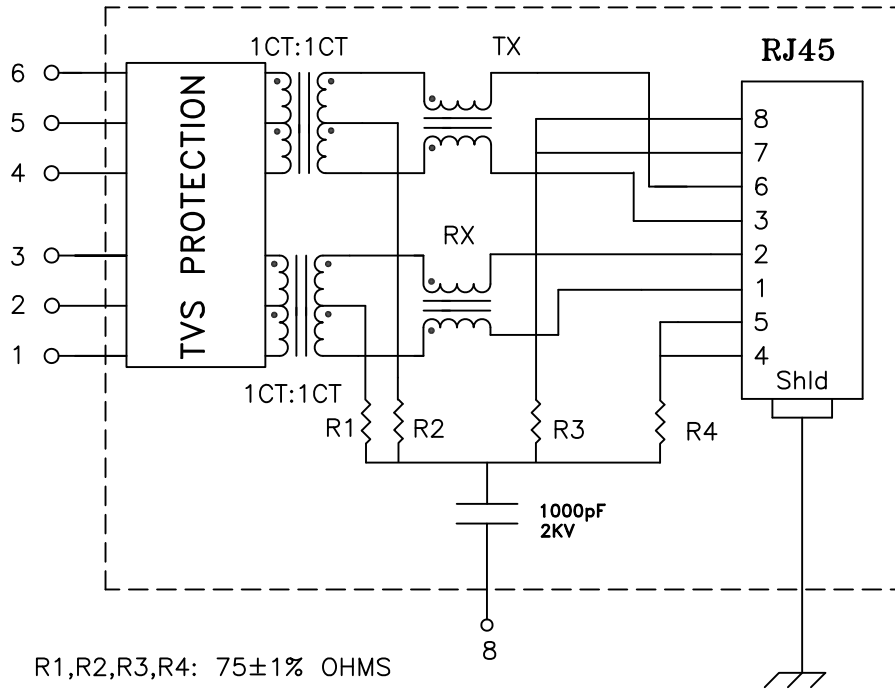 1CT:1CT
TX
RJ45
6
5
4
3
2
1
TVS PROTECTION
RX
8
7
6
3
2
1
5
4
Shld
1CT:1CT
R1
R2
R3
R4
1000pF
2KV
8
R1,R2,R3,R4: 75±1% OHMS